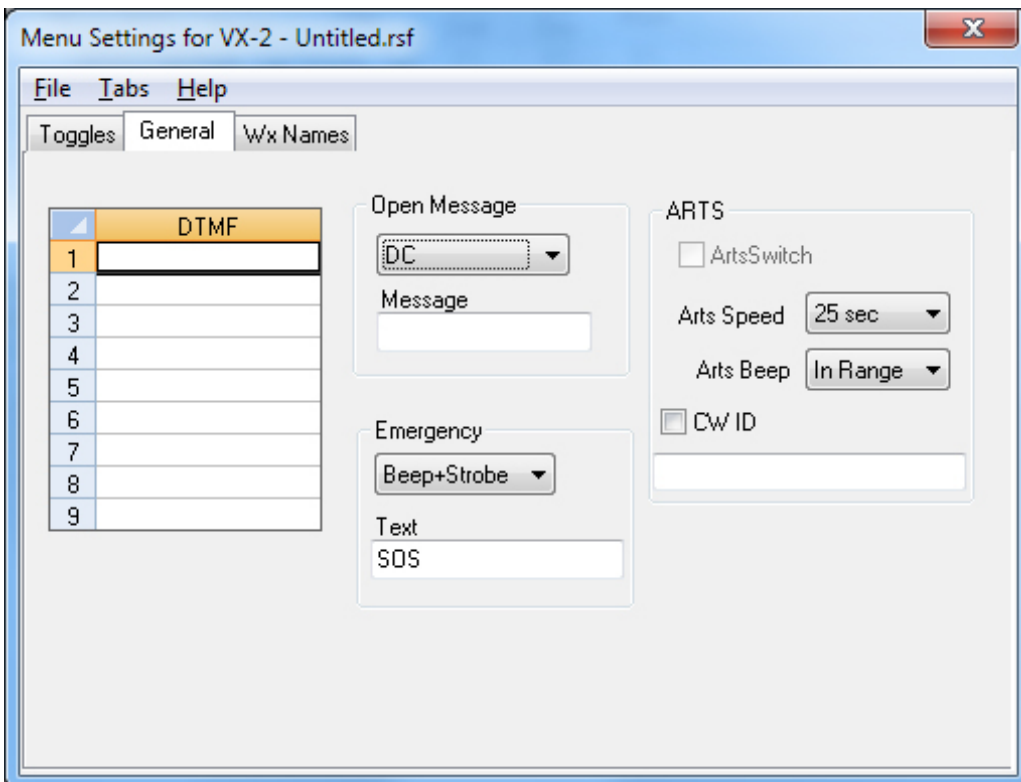 Menu Settings for VX-2 - Untitled.rsf
File Tabs Help
Toggles General Wx Names
DTMF
1
2
3
4
5
6
7
8
9
Open Message
DC
Message
Emergency
Beep+Strobe
Text
SOS
ARTS
ArtsSwitch
Arts Speed 25 sec
Arts Beep In Range
CW ID